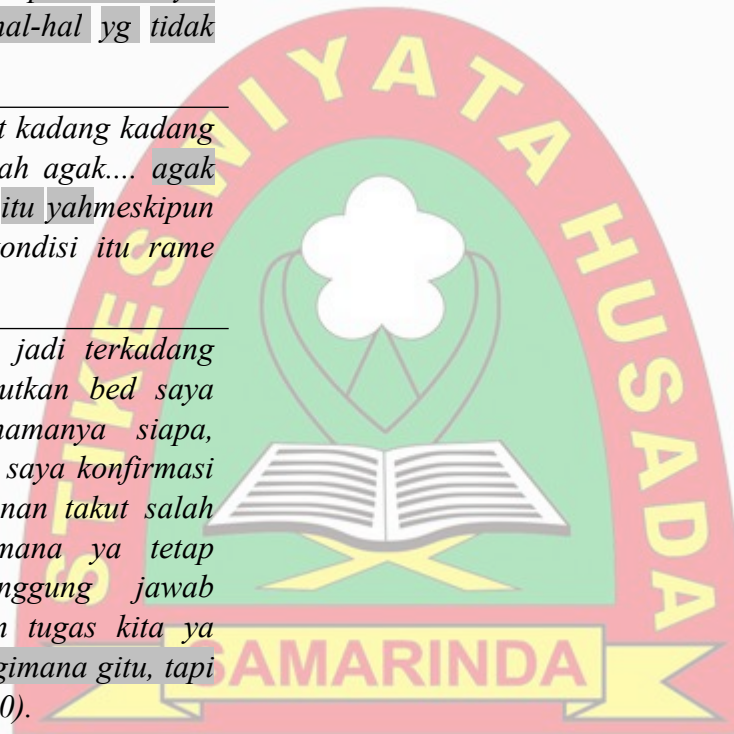 hal-hal yg tidak
t kadang kadang
ah agak.... agak
itu yahmeskipun
ondisi itu rame
jadi terkadang
utkan bed saya
namanya siapa,
saya konfirmasi
nan takut salah
mana ya tetap
nggung jawab
n tugas kita ya
gimana gitu, tapi
0).
STIKES WIYATA HUSADA
SAMARINDA